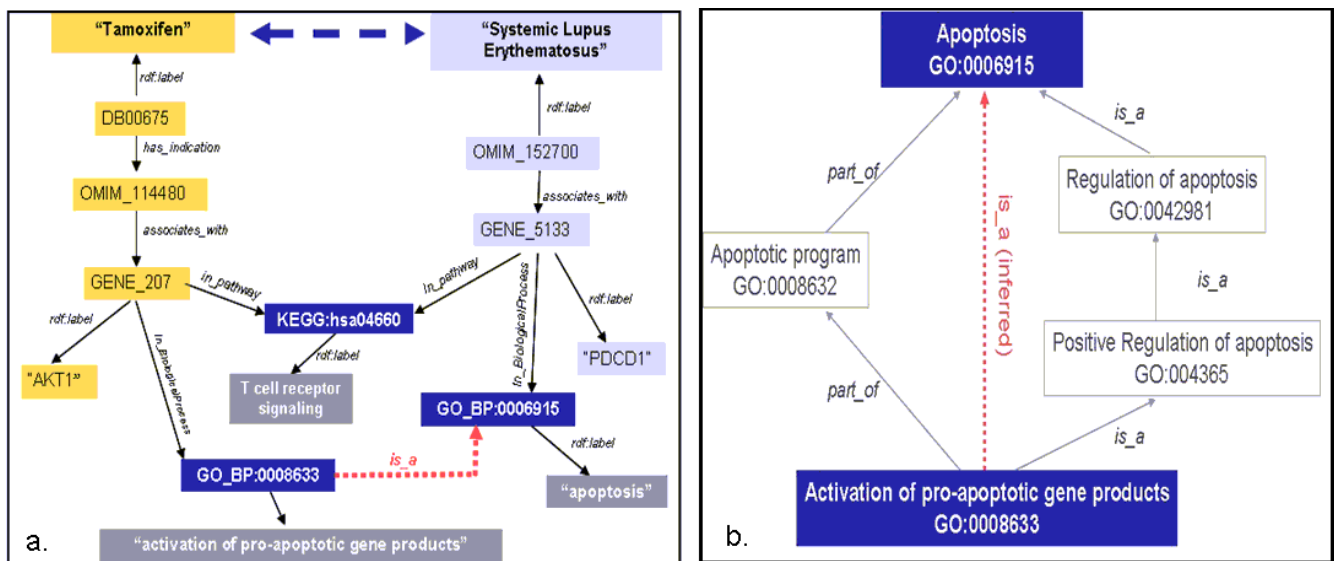 “Tamoxifen”
“Systemic Lupus
Erythematosus”
rdf:label
rdf:label
DB00675
has_indication
OMIM_152700
OMIM_114480
associates_with
associates_with
GENE_5133
GENE_207
in_pathway
In_pathway
rdf:label
KEGG:hsa04660
In_BiologicalProcess
rdf:label
rdf:label
"AKT1”
In_BiologicalProcess
T cell receptor
signaling
"PDCD1”
GO_BP:0006915
is_a
rdf:label
GO_BP:0008633
“apoptosis”
“activation of pro-apoptotic gene products”
a.
Apoptosis
GO:0006915
is_a
part_of
Regulation of apoptosis
GO:0042981
is_a (inferred)
Apoptotic program
GO:0008632
is_a
Positive Regulation of apoptosis
GO:004365
part_of
is_a
Activation of pro-apoptotic gene products
GO:0008633
b.